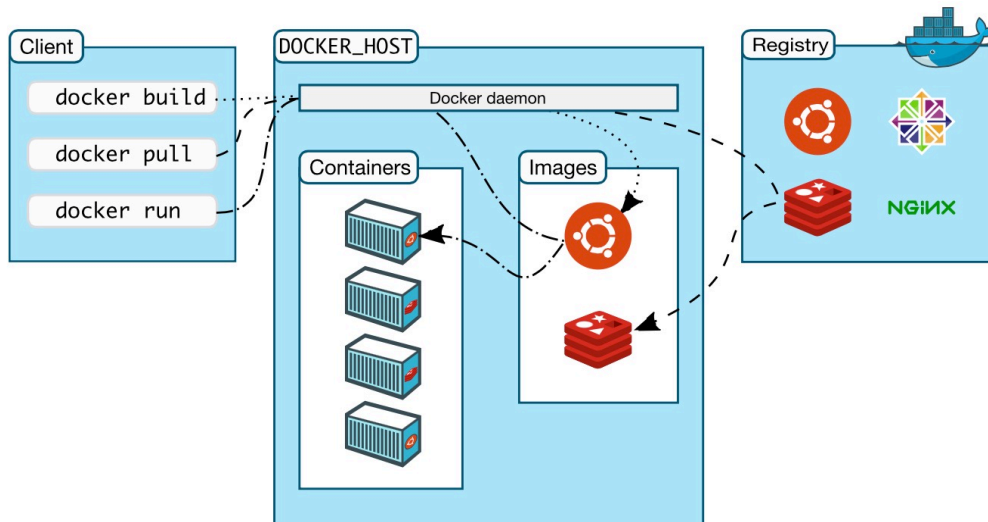 Client
docker build
docker pull
docker run
DOCKER_HOST
Docker daemon
Containers
Images
Registry
NGINX